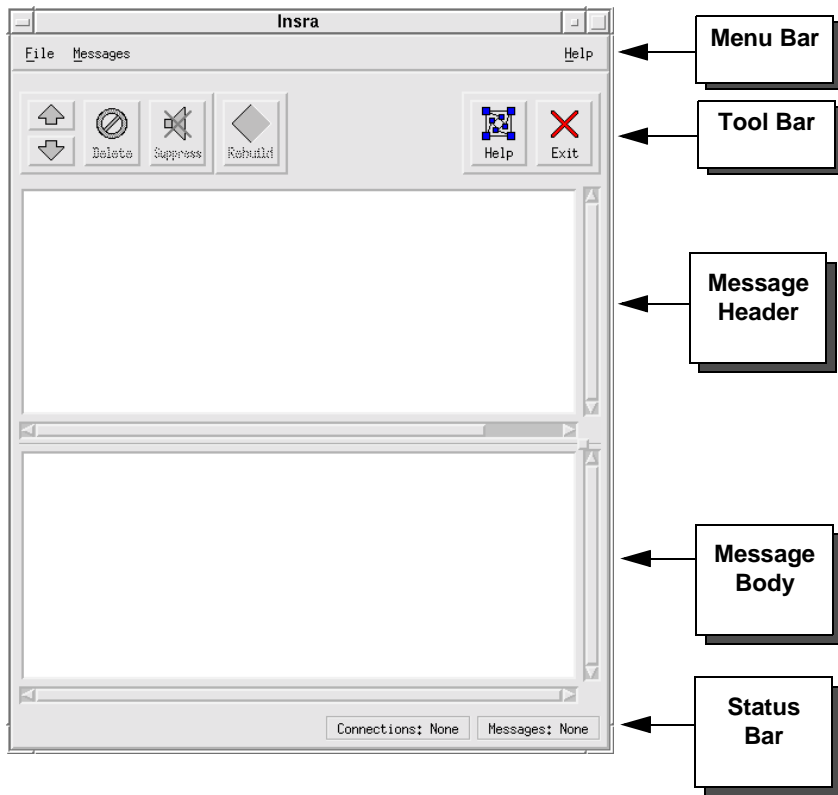 Insra
File Messages Help
Menu Bar
Delete Suppress Rebuild Help Exit
Tool Bar
Message
Header
Message
Body
Connections: None Messages: None
Status
Bar